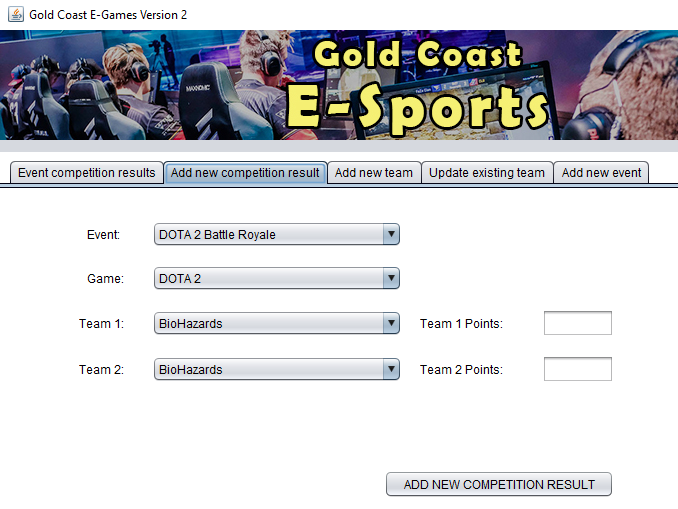 Gold Coast E-Games Version 2
Gold Coast
E-Sports
MAXNOMIC
Event competition results Add new competition result Add new team Update existing team Add new event
Event: DOTA 2 Battle Royale
Game: DOTA 2
Team 1: BioHazards Team 1 Points:
Team 2: BioHazards Team 2 Points:
ADD NEW COMPETITION RESULT